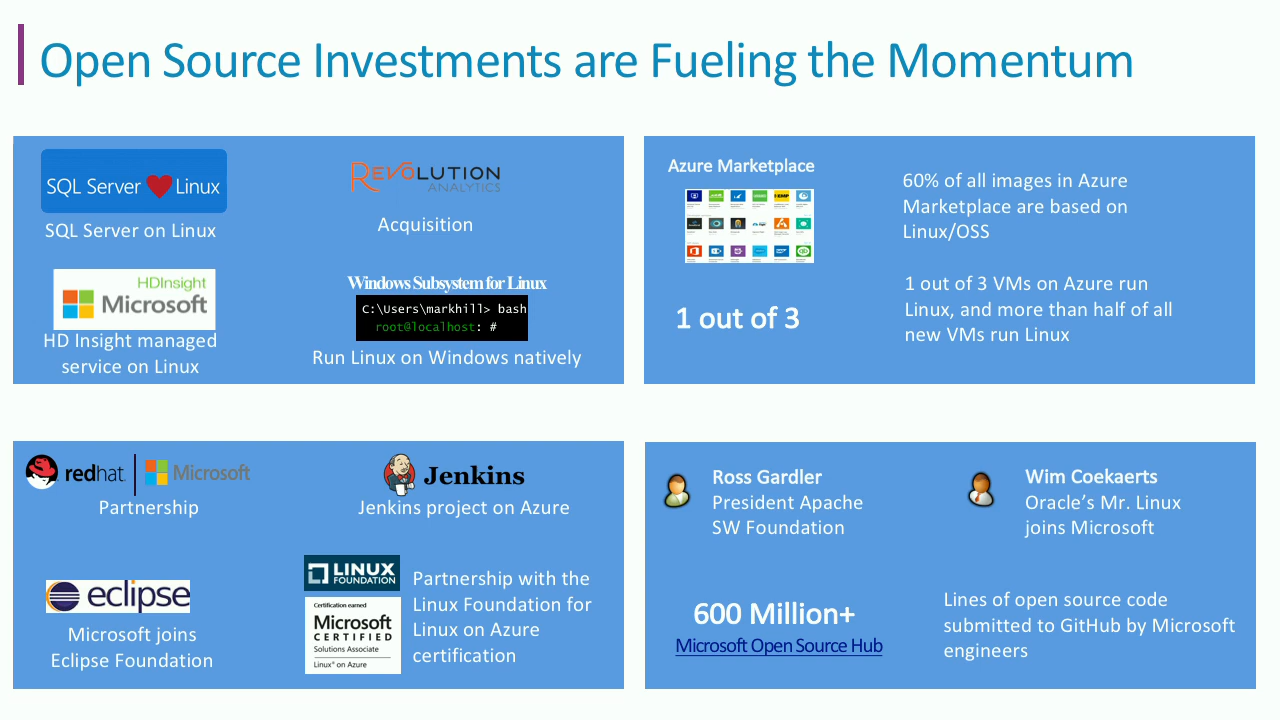 Open Source Investments are Fueling the Momentum
SQL Server Linux
SQL Server on Linux
REVOLUTION
ANALYTICS
Acquisition
HDInsight
Microsoft
HD Insight managed
service on Linux
Windows Subsystem for Linux
C:\Users\markhill> bash
root@localhost: #
Run Linux on Windows natively
Azure Marketplace
60% of all images in Azure
Marketplace are based on
Linux/OSS
1 out of 3
1 out of 3 VMs on Azure run
Linux, and more than half of all
new VMs run Linux
redhat. Microsoft
Partnership
Jenkins
Jenkins project on Azure
eclipse
Microsoft joins
Eclipse Foundation
LINUX
FOUNDATION
Certification earned
Microsoft
CERTIFIED
Solutions Associate
Linux® on Azure
Partnership with the
Linux Foundation for
Linux on Azure
certification
Ross Gardler
President Apache
SW Foundation
Wim Coekaerts
Oracle’s Mr. Linux
joins Microsoft
600 Million+
Microsoft Open Source Hub
Lines of open source code
submitted to GitHub by Microsoft
engineers